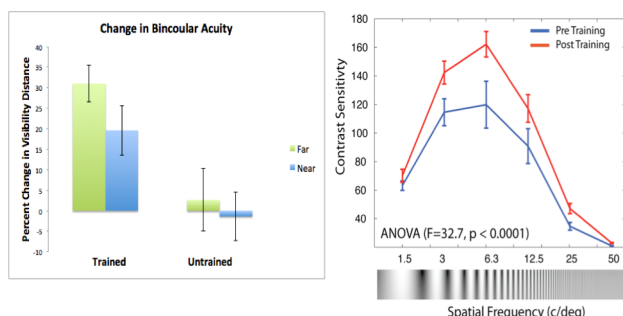 Change in Bincoular Acuity
Percent Change in Visibility Distance
40
35
30
25
20
15
10
5
0
-5
-10
Far
Near
Trained
Untrained
Contrast Sensitivty
180
160
140
120
100
80
60
40
20
Pre Training
Post Training
ANOVA (F=32.7, p < 0.0001)
1.5 3 6.3 12.5 25 50
Spatial Frequency (c/deg)